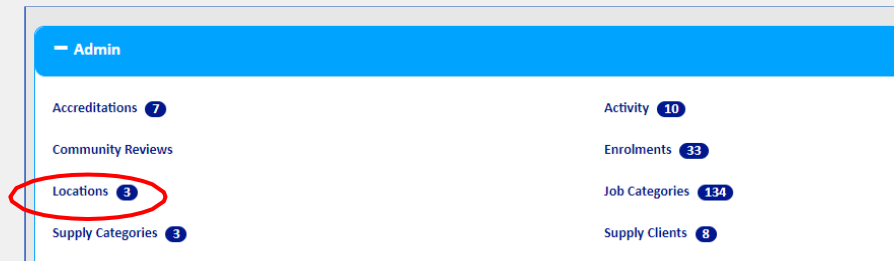 Admin
Accreditations 7
Activity 10
Community Reviews
Enrolments 33
Locations 3
Job Categories 134
Supply Categories 3
Supply Clients 8